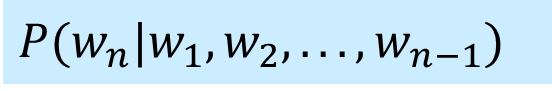 P(wₙ|w₁, w₂, . . . , wₙ₋₁)